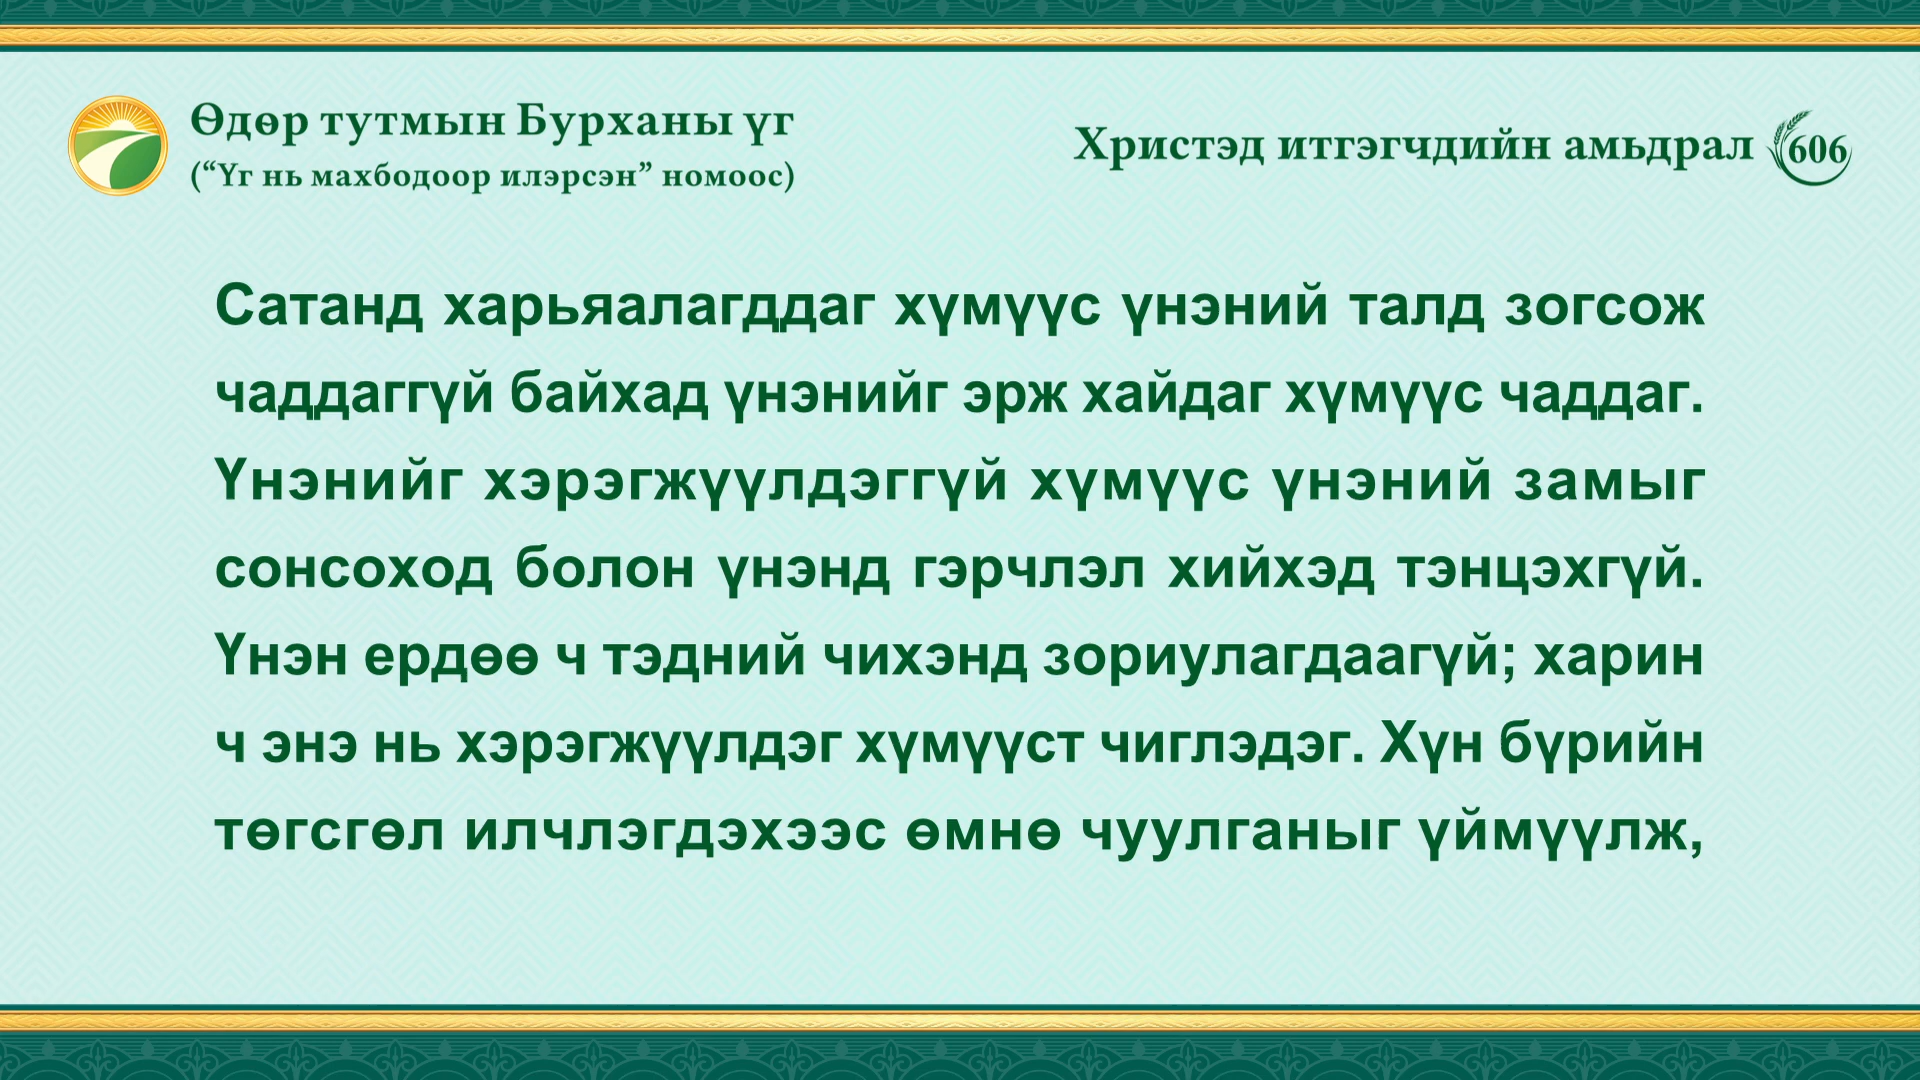 Өдөр тутмын Бурханы үг
(“Үг нь махбодоор илэрсэн” номоос)
Христэд итгэгчдийн амьдрал 606
Сатанд харьяалагддаг хүмүүс үнэний талд зогсож
чаддаггүй байхад үнэнийг эрж хайдаг хүмүүс чаддаг.
Үнэнийг хэрэгжүүлдэггүй хүмүүс үнэний замыг
сонсоход болон үнэнд гэрчлэл хийхэд тэнцэхгүй.
Үнэн ердөө ч тэдний чихэнд зориулагдаагүй; харин
ч энэ нь хэрэгжүүлдэг хүмүүст чиглэдэг. Хүн бүрийн
төгсгөл илчлэгдэхээс өмнө чуулганыг үймүүлж,